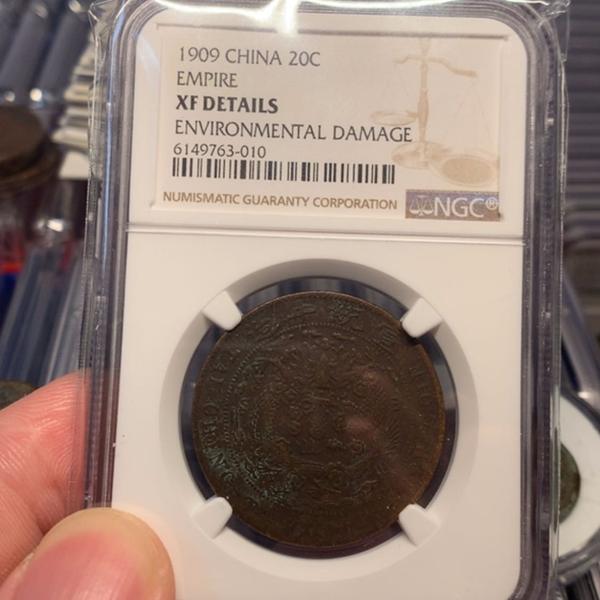 1909 CHINA 20C
EMPIRE
XF DETAILS
ENVIRONMENTAL DAMAGE
6149763-010
NUMISMATIC GUARANTY CORPORATION
NGC®